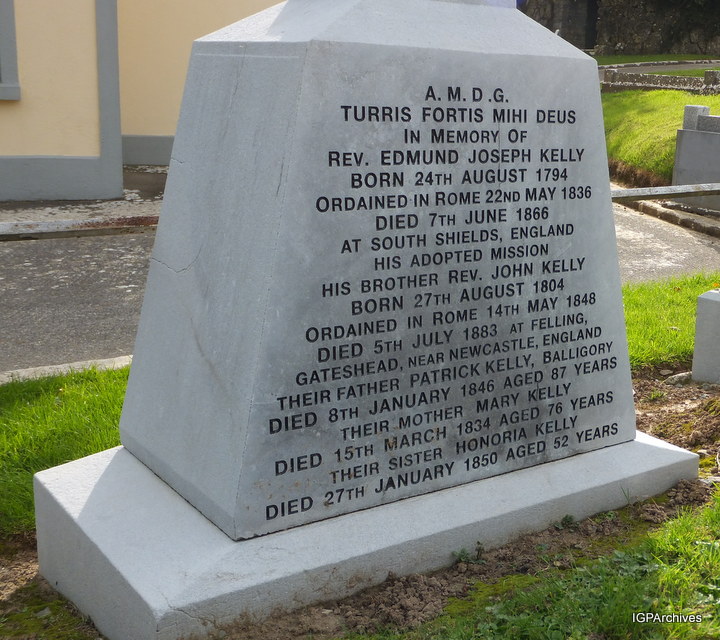 A.M.D.G.
TURRIS FORTIS MIHI DEUS
IN MEMORY OF
REV. EDMUND JOSEPH KELLY
BORN 24TH AUGUST 1794
ORDAINED IN ROME 22ND MAY 1836
DIED 7TH JUNE 1866
AT SOUTH SHIELDS, ENGLAND
HIS ADOPTED MISSION
HIS BROTHER REV. JOHN KELLY
BORN 27TH AUGUST 1804
ORDAINED IN ROME 14TH MAY 1848
DIED 5TH JULY 1883 AT FELLING,
GATESHEAD, NEAR NEWCASTLE, ENGLAND
THEIR FATHER PATRICK KELLY, BALLIGORY
DIED 8TH JANUARY 1846 AGED 87 YEARS
THEIR MOTHER MARY KELLY
DIED 15TH MARCH 1834 AGED 76 YEARS
THEIR SISTER HONORIA KELLY
DIED 27TH JANUARY 1850 AGED 52 YEARS
IGPArchives